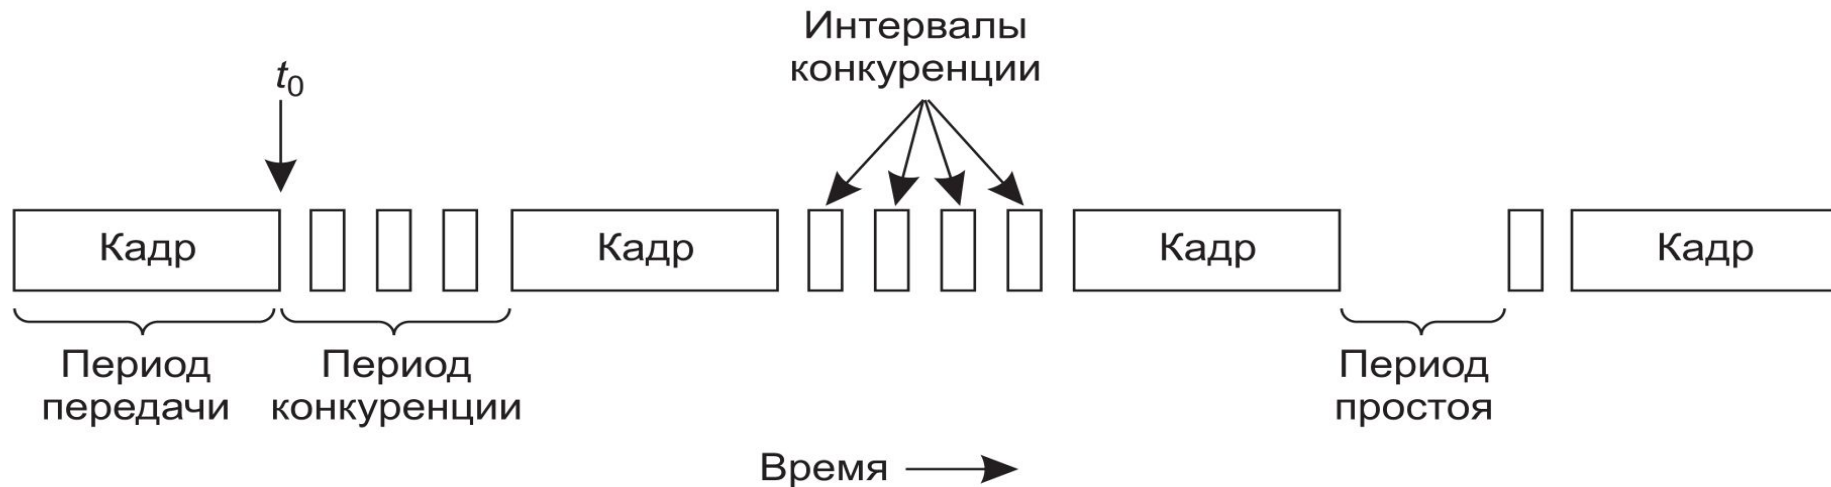 Интервалы
конкуренции
t₀
Кадр
Кадр
Кадр
Кадр
Период
передачи
Период
конкуренции
Период
простоя
Время